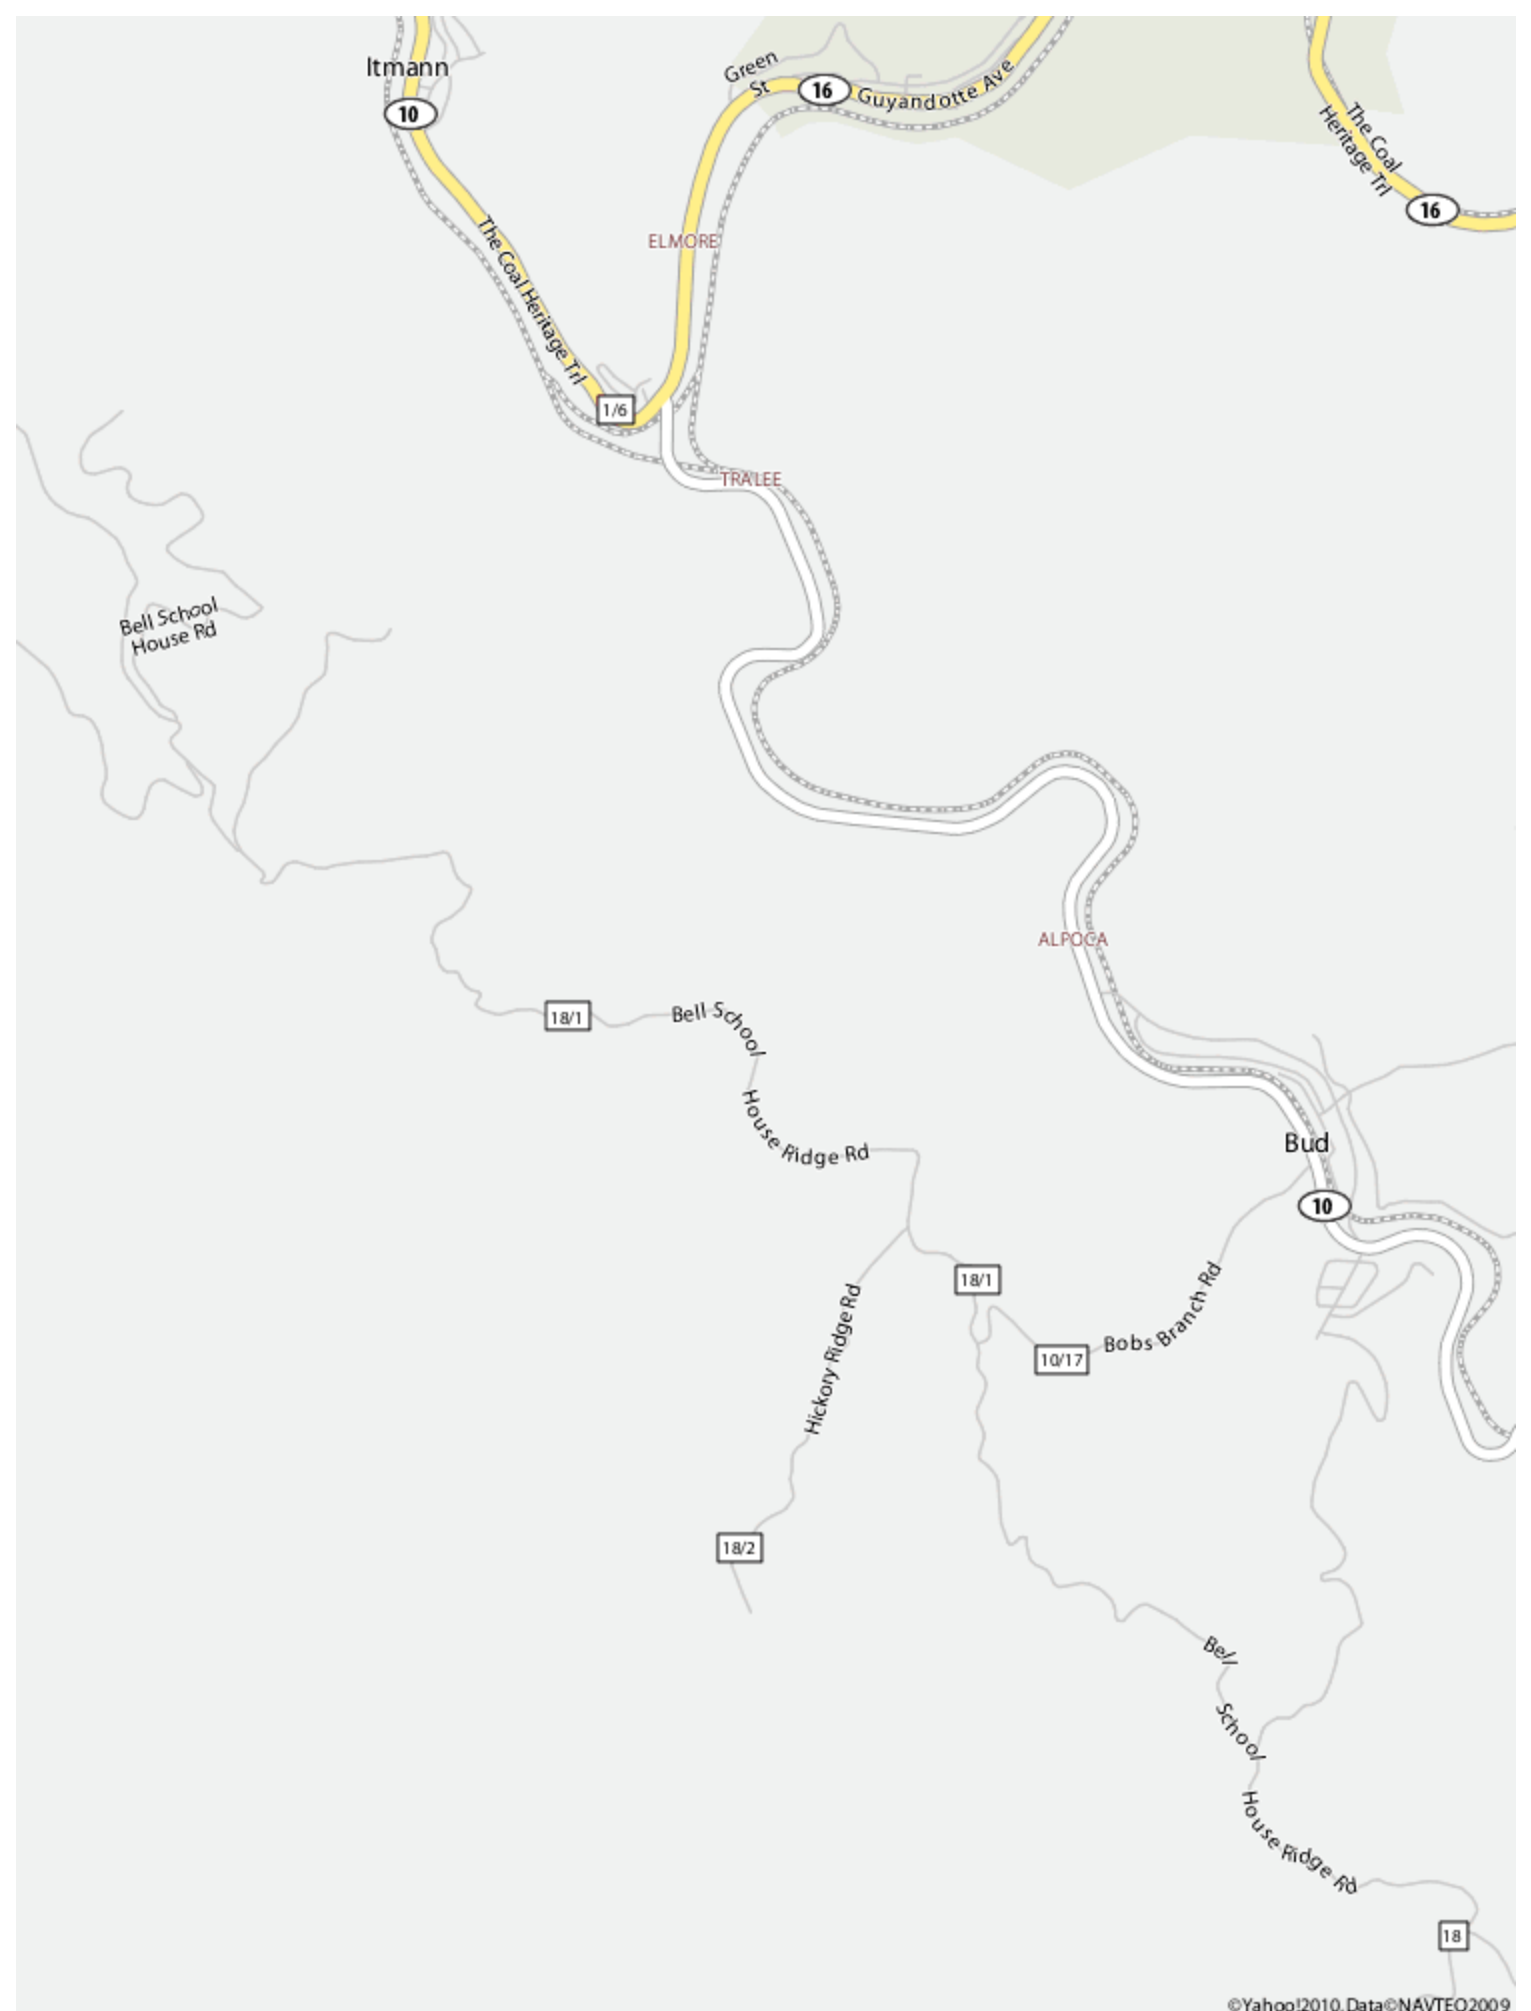 Itmann
10
Green
St
16
Guyandotte Ave
The Coal
Heritage Trl
16
The Coal Heritage Trl
ELMORE
1/6
TRALEE
Bell School
House Rd
ALPOCA
18/1
Bell School
House Ridge Rd
Bud
10
18/1
Hickory Ridge Rd
10/17
Bobs Branch Rd
18/2
Bell
School
House Ridge Rd
18
©Yahoo!2010, Data©NAVTEQ2009